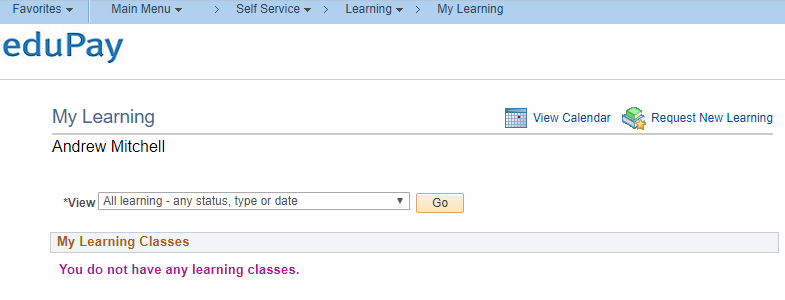 Favorites Main Menu > Self Service > Learning > My Learning
eduPay
My Learning View Calendar Request New Learning
Andrew Mitchell
*View All learning - any status, type or date Go
My Learning Classes
You do not have any learning classes.